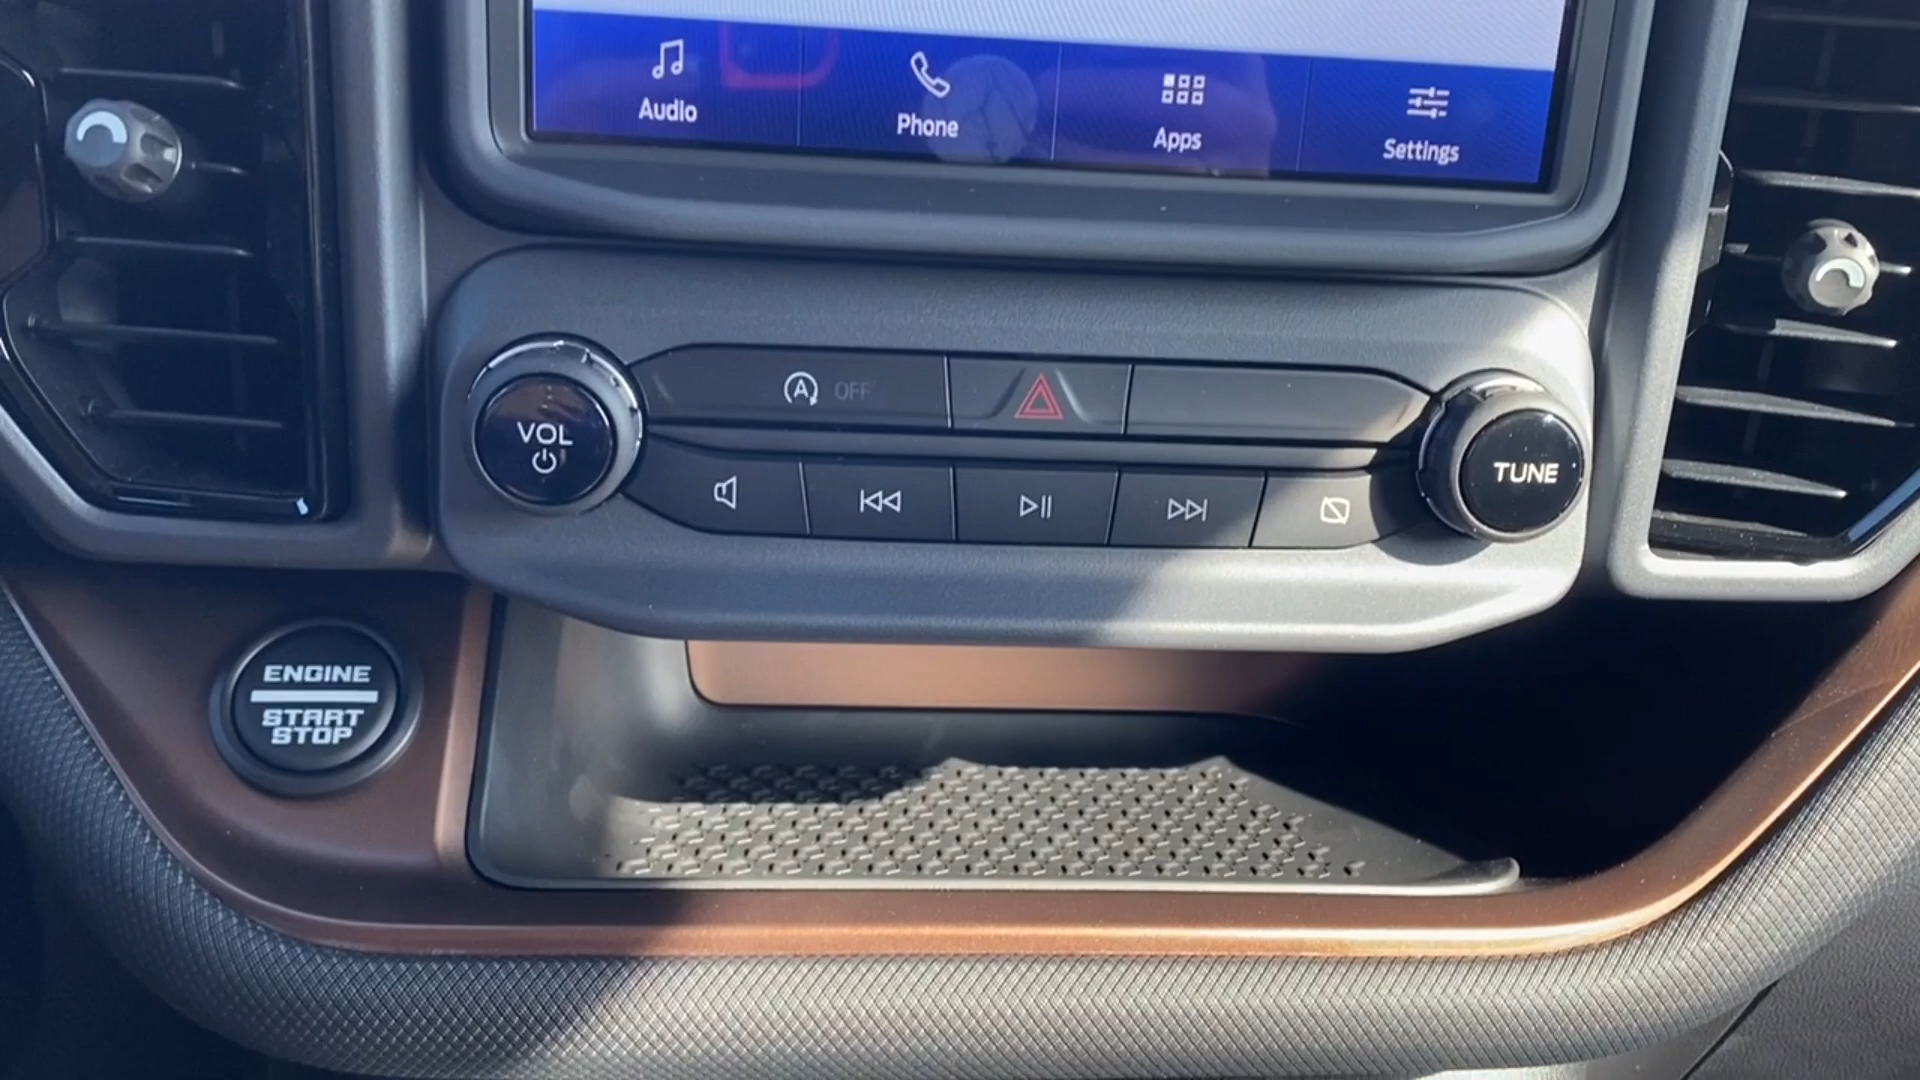 Audio
Phone
Apps
Settings
A OFF
VOL
TUNE
ENGINE
START
STOP